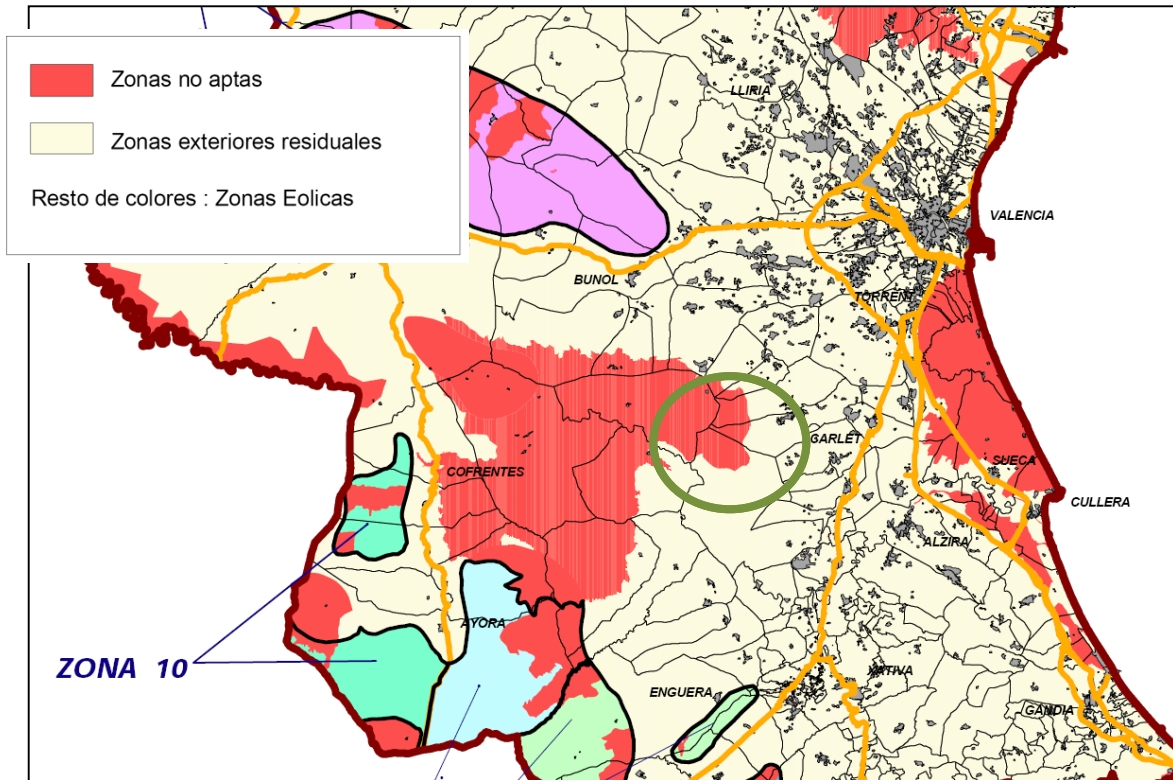 Zonas no aptas
Zonas exteriores residuales
Resto de colores : Zonas Eolicas
LLIRIA
VALENCIA
BUNOL
TORRENT
CARLET
COFRENTES
SUECA
CULLERA
ALZIRA
AYORA
ZONA 10
ENGUERA
XATIVA
GANDIA